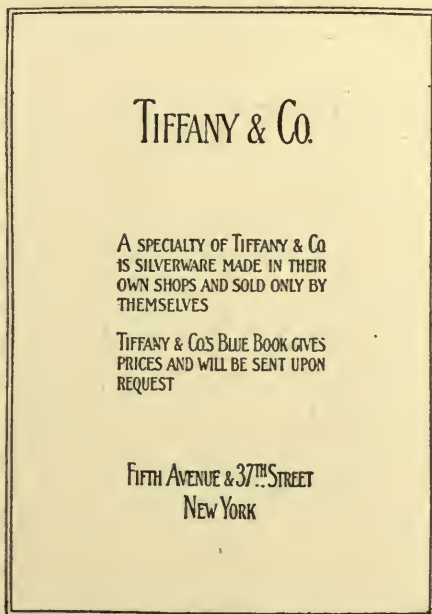 TIFFANY & CO.
A SPECIALTY OF TIFFANY & CO
IS SILVERWARE MADE IN THEIR
OWN SHOPS AND SOLD ONLY BY
THEMSELVES
TIFFANY & CO.'S BLUE BOOK GIVES
PRICES AND WILL BE SENT UPON
REQUEST
FIFTH AVENUE & 37TH STREET
NEW YORK